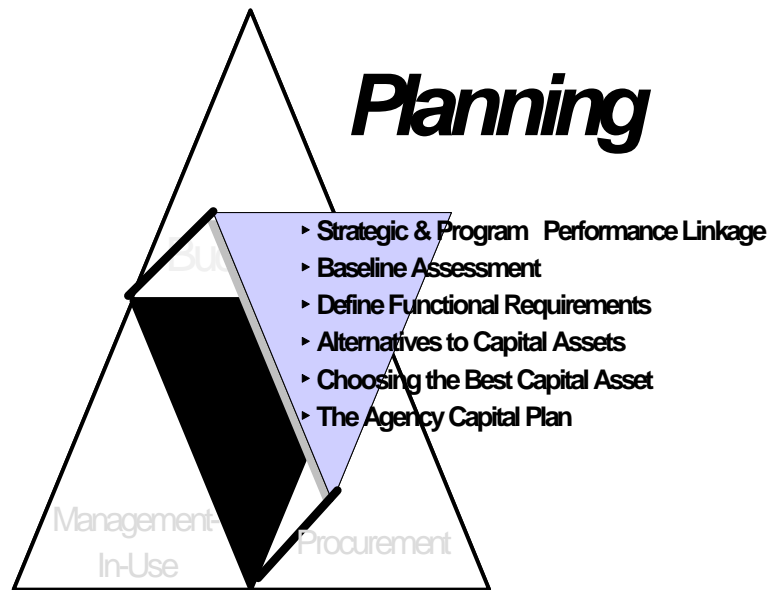 Planning
Strategic & Program Performance Linkage
Baseline Assessment
Define Functional Requirements
Alternatives to Capital Assets
Choosing the Best Capital Asset
The Agency Capital Plan
Management-
In-Use
Procurement